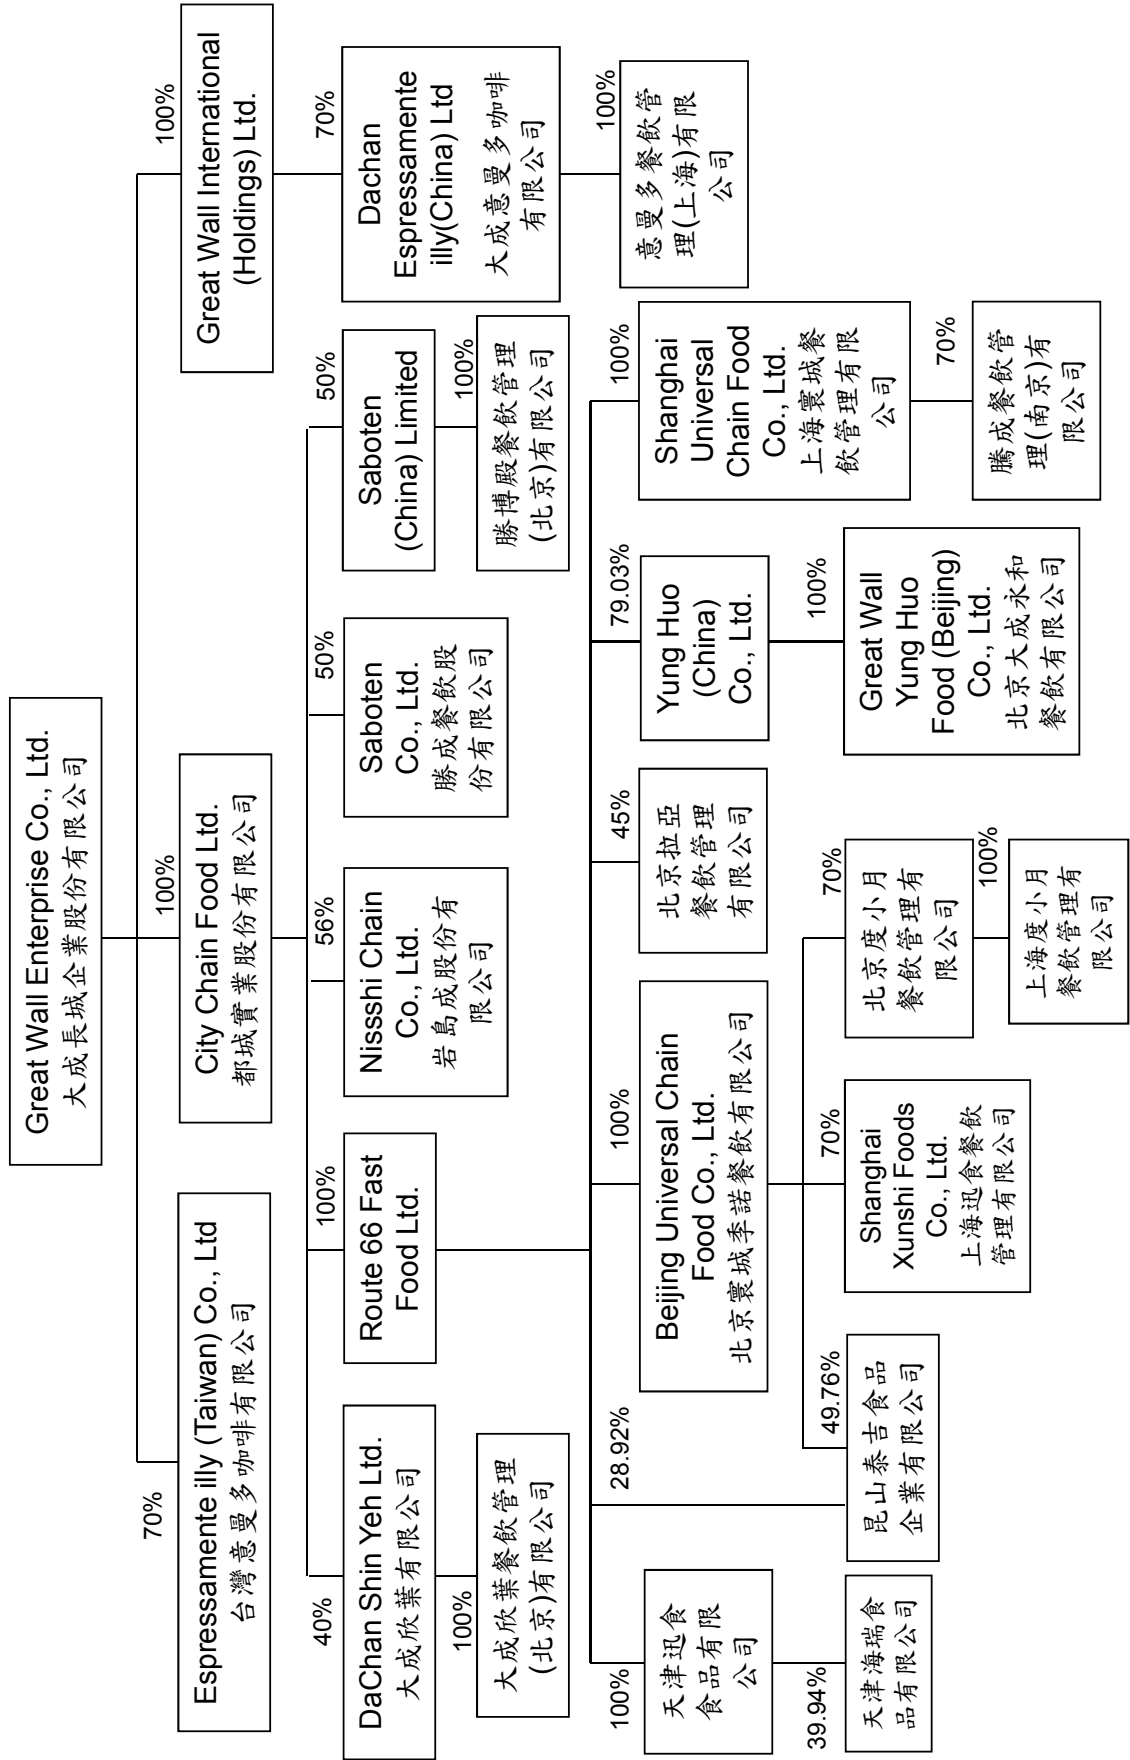 Great Wall Enterprise Co., Ltd.
大成長城企業股份有限公司
70%
Espressamente illy (Taiwan) Co., Ltd
台灣意曼多咖啡有限公司
100%
City Chain Food Ltd.
都城實業股份有限公司
100%
Great Wall International
(Holdings) Ltd.
40%
DaChan Shin Yeh Ltd.
大成欣葉有限公司
100%
Route 66 Fast
Food Ltd.
56%
Nissshi Chain
Co., Ltd.
岩島成股份有
限公司
50%
Saboten
Co., Ltd.
勝成餐飲股
份有限公司
50%
Saboten
(China) Limited
70%
Dachan
Espressamente
illy(China) Ltd
大成意曼多咖啡
有限公司
100%
大成欣葉餐飲管理
(北京)有限公司
100%
勝博殿餐飲管理
(北京)有限公司
100%
意曼多餐飲管
理(上海)有限
公司
100%
天津迅食
食品有限
公司
28.92%
100%
Beijing Universal Chain
Food Co., Ltd.
北京寰城季諾餐飲有限公司
45%
北京拉亞
餐飲管理
有限公司
79.03%
Yung Huo
(China)
Co., Ltd.
100%
Shanghai
Universal
Chain Food
Co., Ltd.
上海寰城餐
飲管理有限
公司
39.94%
天津海瑞食
品有限公司
49.76%
昆山泰吉食品
企業有限公司
70%
Shanghai
Xunshi Foods
Co., Ltd.
上海迅食餐飲
管理有限公司
70%
北京度小月
餐飲管理有
限公司
100%
Great Wall
Yung Huo
Food (Beijing)
Co., Ltd.
北京大成永和
餐飲有限公司
70%
騰成餐飲管
理(南京)有
限公司
100%
上海度小月
餐飲管理有
限公司